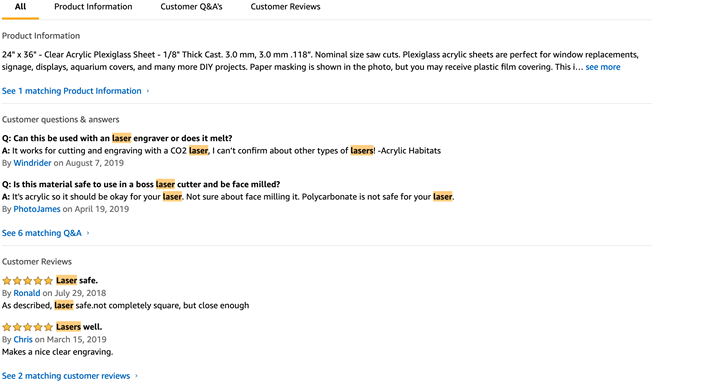 All Product Information Customer Q&A's Customer Reviews
Product Information
24" x 36" - Clear Acrylic Plexiglass Sheet - 1/8" Thick Cast. 3.0 mm, 3.0 mm .118”. Nominal size saw cuts. Plexiglass acrylic sheets are perfect for window replacements,
signage, displays, aquarium covers, and many more DIY projects. Paper masking is shown in the photo, but you may receive plastic film covering. This i… see more
See 1 matching Product Information ›
Customer questions & answers
Q: Can this be used with an laser engraver or does it melt?
A: It works for cutting and engraving with a CO2 laser, I can't confirm about other types of lasers! -Acrylic Habitats
By Windrider on August 7, 2019
Q: Is this material safe to use in a boss laser cutter and be face milled?
A: It's acrylic so it should be okay for your laser. Not sure about face milling it. Polycarbonate is not safe for your laser.
By PhotoJames on April 19, 2019
See 6 matching Q&A ›
Customer Reviews
Laser safe.
By Ronald on July 29, 2018
As described, laser safe.not completely square, but close enough
Lasers well.
By Chris on March 15, 2019
Makes a nice clear engraving.
See 2 matching customer reviews ›